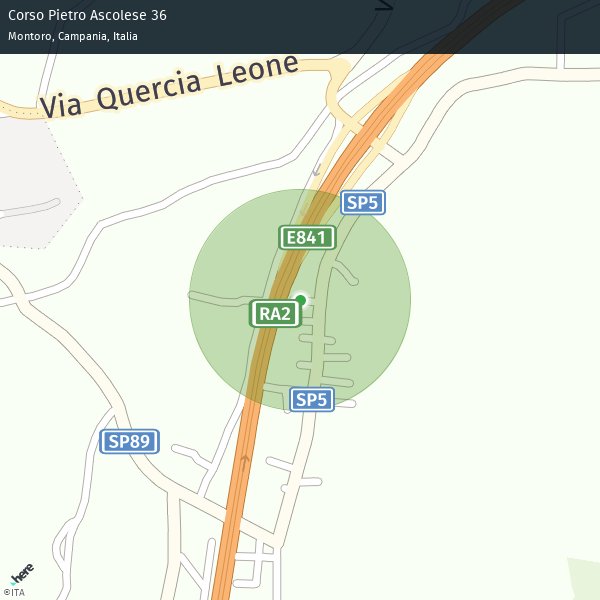 Corso Pietro Ascolese 36
Montoro, Campania, Italia
Via Quercia Leone
SP5
E841
RA2
SP5
SP89
here
©ITA